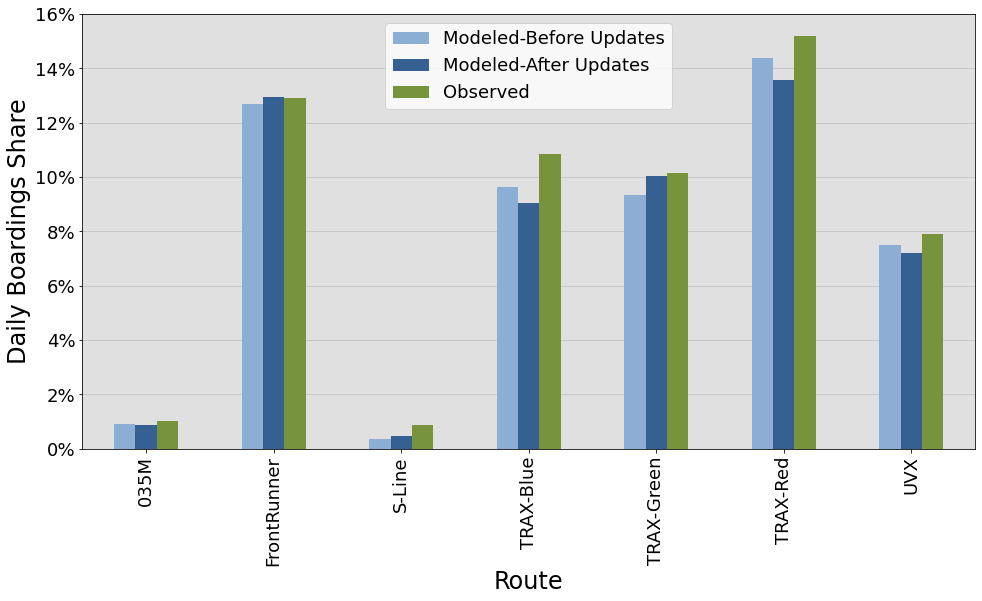 Daily Boardings Share
16%
14%
12%
10%
8%
6%
4%
2%
0%
Modeled-Before Updates
Modeled-After Updates
Observed
035M
FrontRunner
S-Line
TRAX-Blue
TRAX-Green
TRAX-Red
UVX
Route